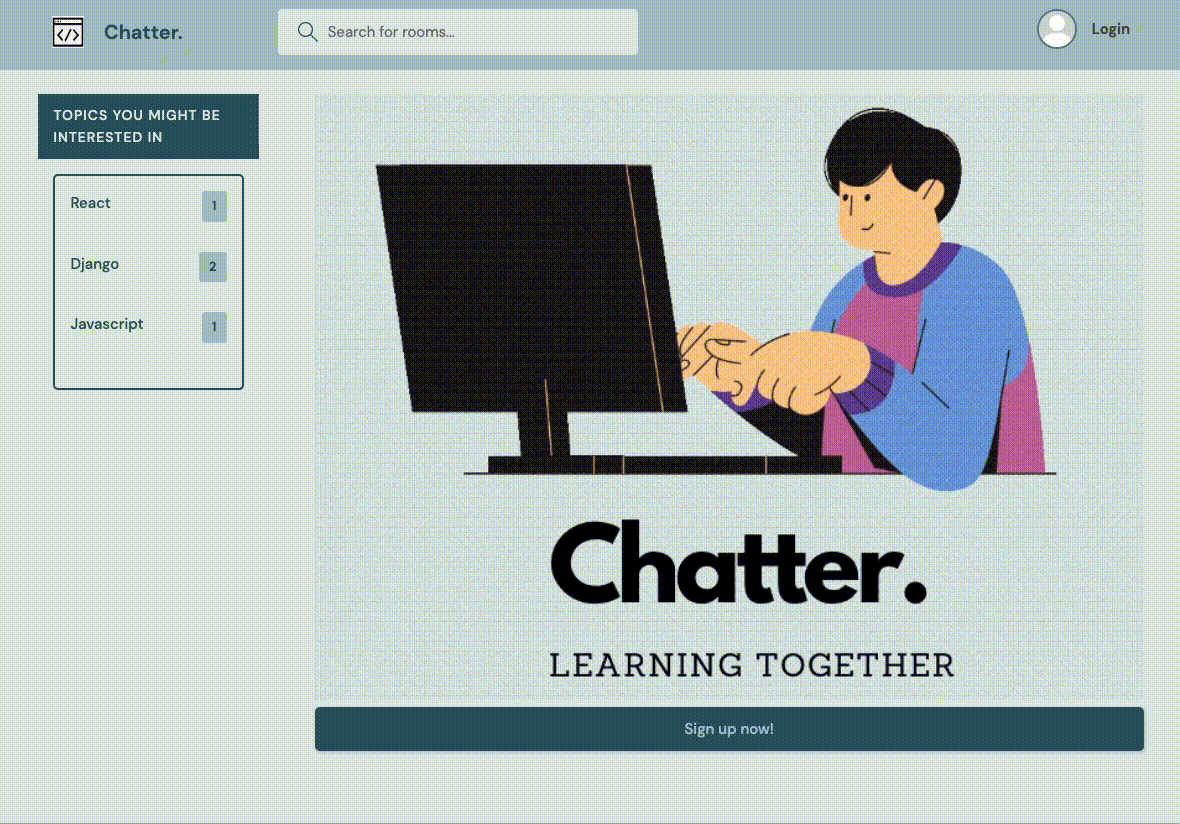 </>
Chatter.
Search for rooms...
Login
TOPICS YOU MIGHT BE
INTERESTED IN
React 1
Django 2
Javascript 1
Chatter.
LEARNING TOGETHER
Sign up now!